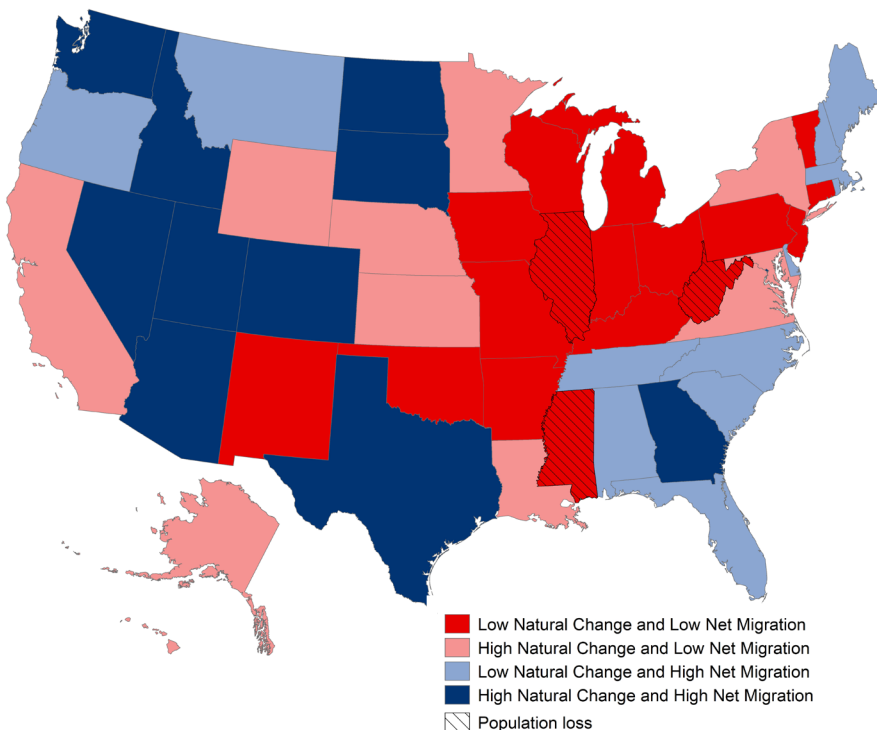 Low Natural Change and Low Net Migration
High Natural Change and Low Net Migration
Low Natural Change and High Net Migration
High Natural Change and High Net Migration
Population loss